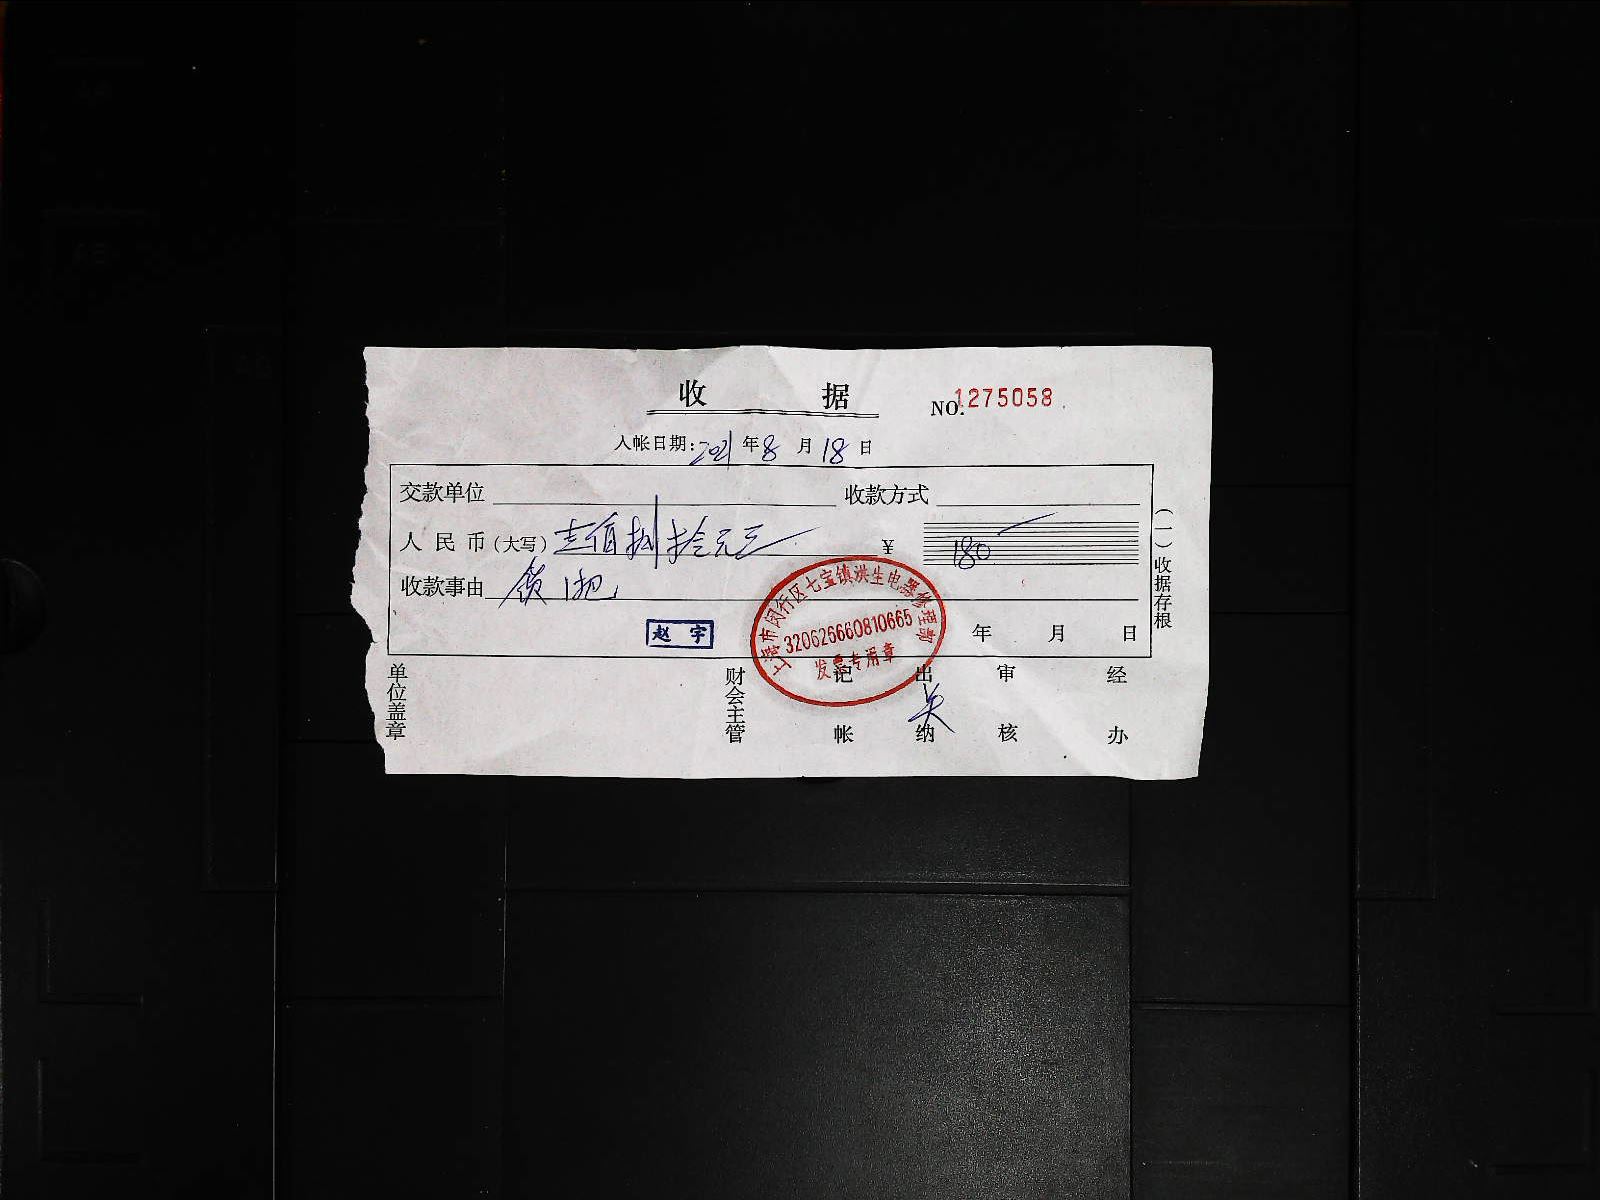 收 据
NO.1275058
入帐日期:2021年8月18日
交款单位 收款方式
人民币(大写)壹佰捌拾元 ¥ 180
收款事由
上海市闵行区七宝镇洪生电器修理部
320626660810665
发票专用章
赵宇
年 月 日
(一)收据存根
单位盖章 财会主管 记帐 出纳 审核 经办